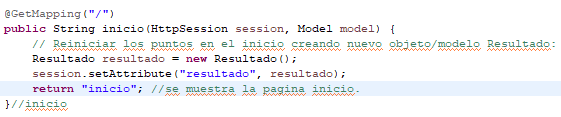 @GetMapping("/")
public String inicio(HttpSession session, Model model) {
// Reiniciar los puntos en el inicio creando nuevo objeto/modelo Resultado:
Resultado resultado = new Resultado();
session.setAttribute("resultado", resultado);
return "inicio"; //se muestra la pagina inicio.
}//inicio